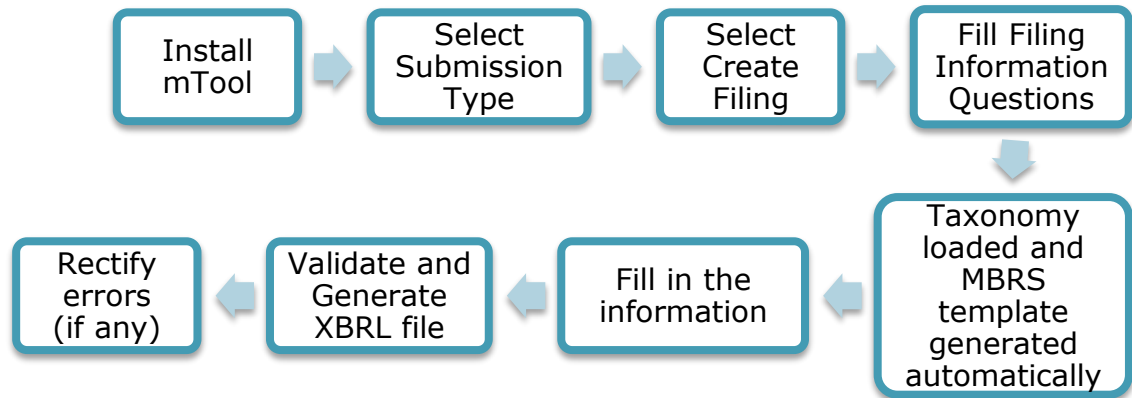 Install
mTool
Select
Submission
Type
Select
Create
Filing
Fill Filing
Information
Questions
Taxonomy
loaded and
MBRS
template
generated
automatically
Fill in the
information
Validate and
Generate
XBRL file
Rectify
errors
(if any)